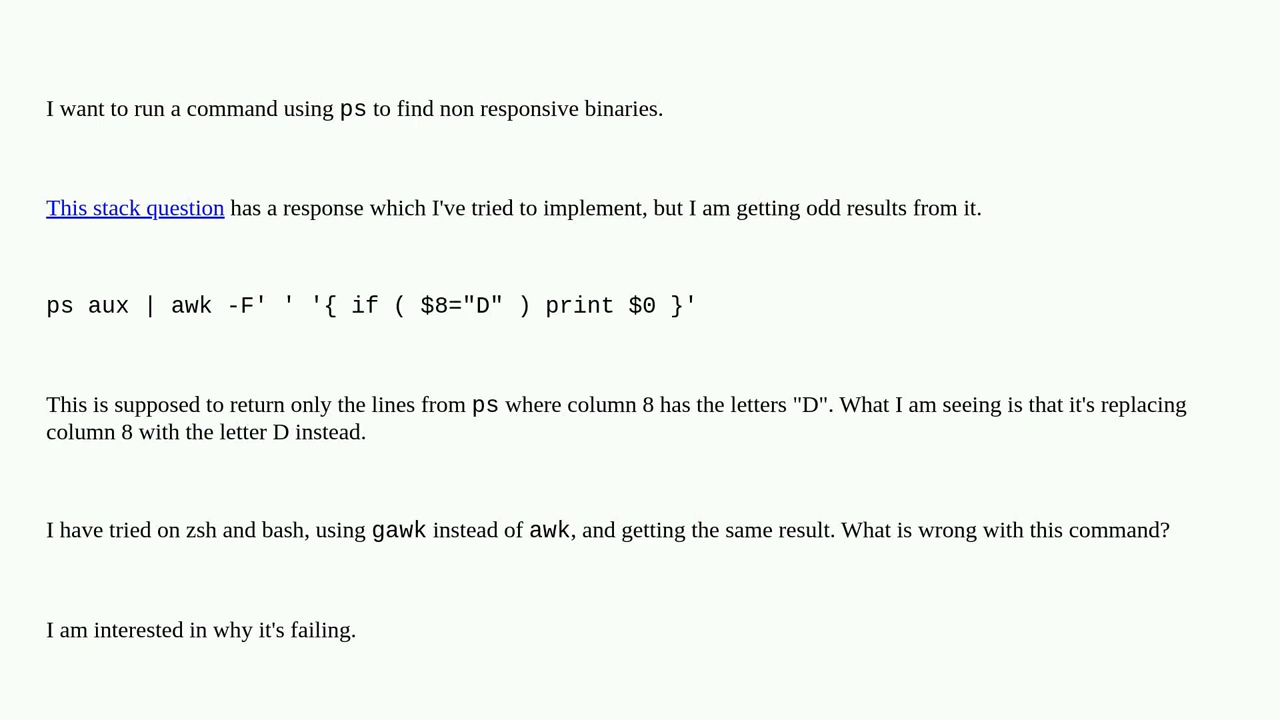 I want to run a command using ps to find non responsive binaries.
This stack question has a response which I've tried to implement, but I am getting odd results from it.
ps aux | awk -F' ' '{ if ( $8="D" ) print $0 }'
This is supposed to return only the lines from ps where column 8 has the letters "D". What I am seeing is that it's replacing
column 8 with the letter D instead.
I have tried on zsh and bash, using gawk instead of awk, and getting the same result. What is wrong with this command?
I am interested in why it's failing.